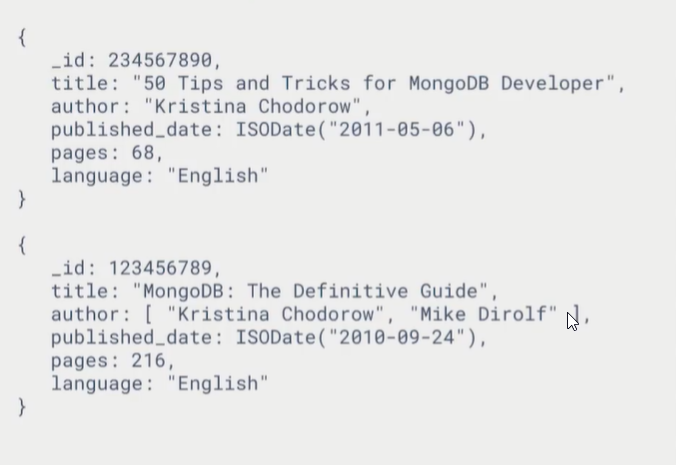 {
_id: 234567890,
title: "50 Tips and Tricks for MongoDB Developer",
author: "Kristina Chodorow",
published_date: ISODate("2011-05-06"),
pages: 68,
language: "English"
}
{
_id: 123456789,
title: "MongoDB: The Definitive Guide",
author: [ "Kristina Chodorow", "Mike Dirolf" ],
published_date: ISODate("2010-09-24"),
pages: 216,
language: "English"
}